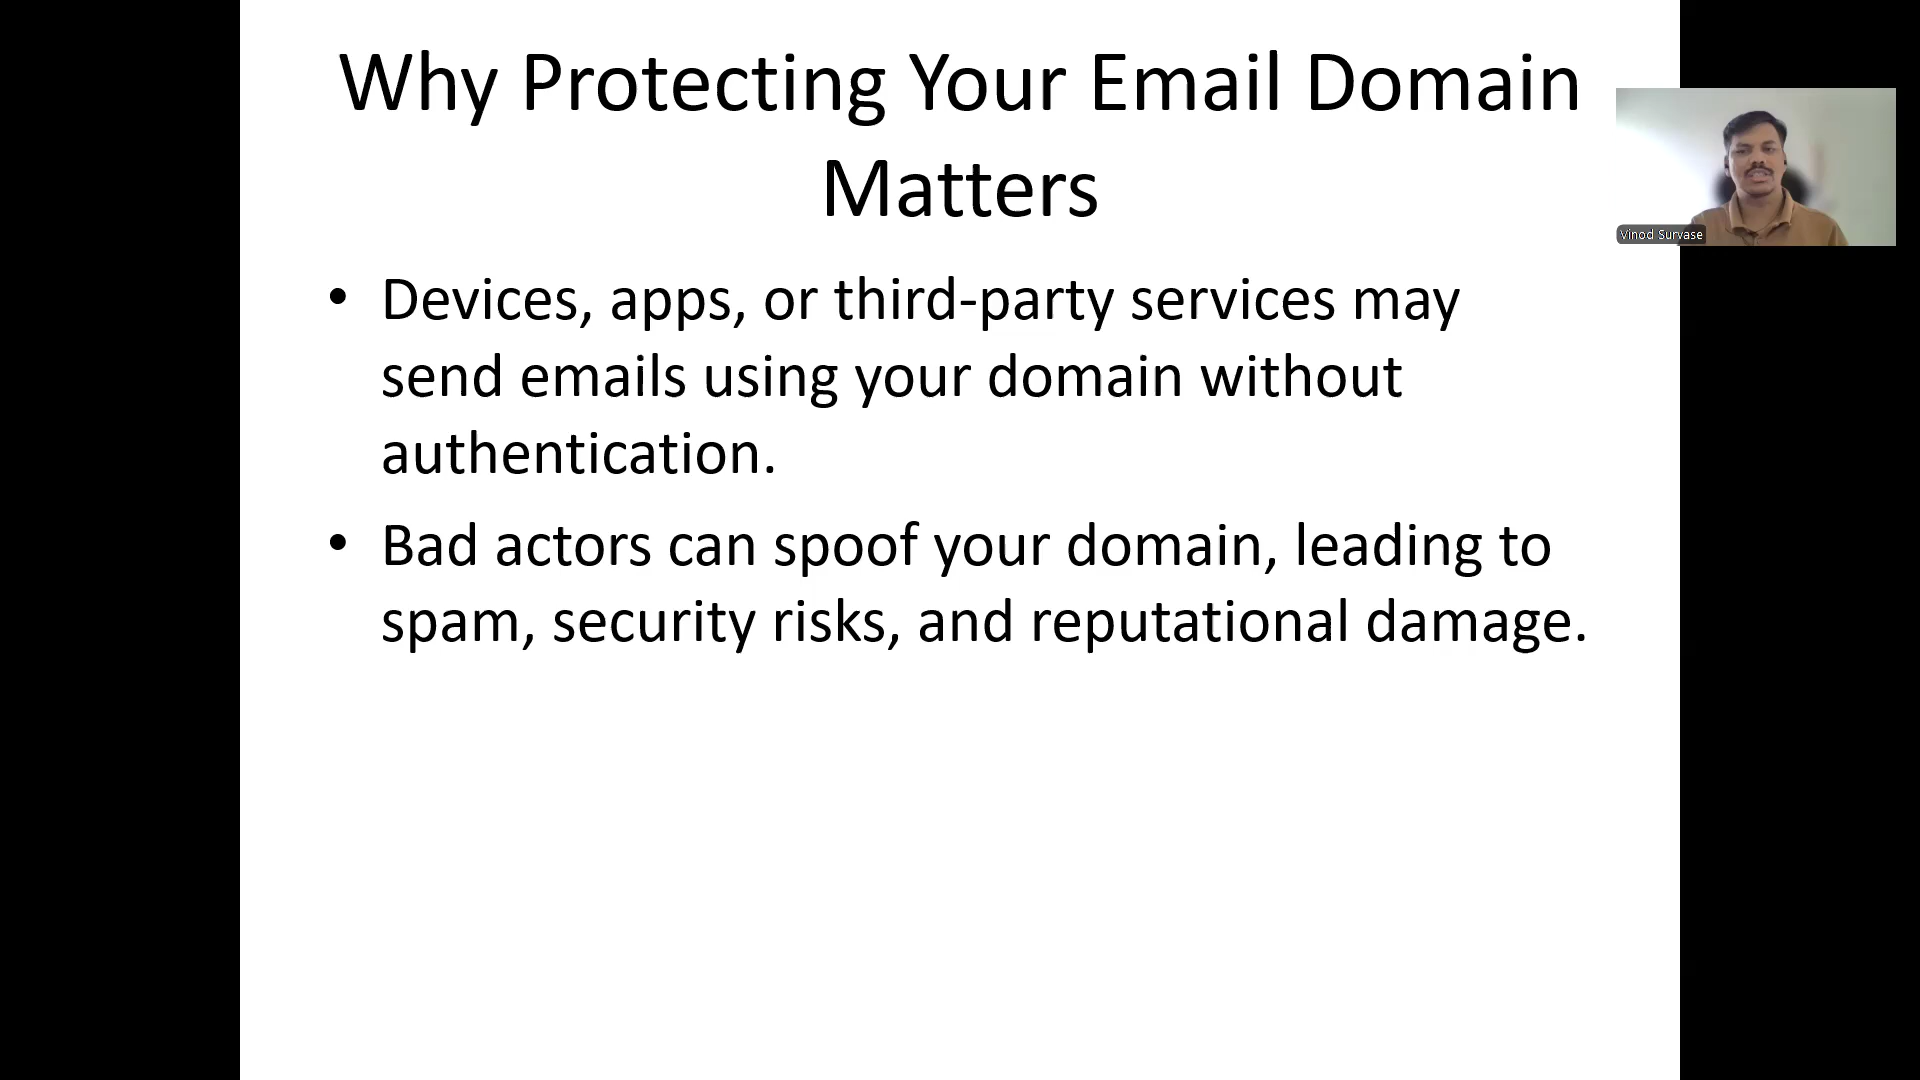 Why Protecting Your Email Domain
Matters
• Devices, apps, or third-party services may
send emails using your domain without
authentication.
• Bad actors can spoof your domain, leading to
spam, security risks, and reputational damage.
Vinod Survase